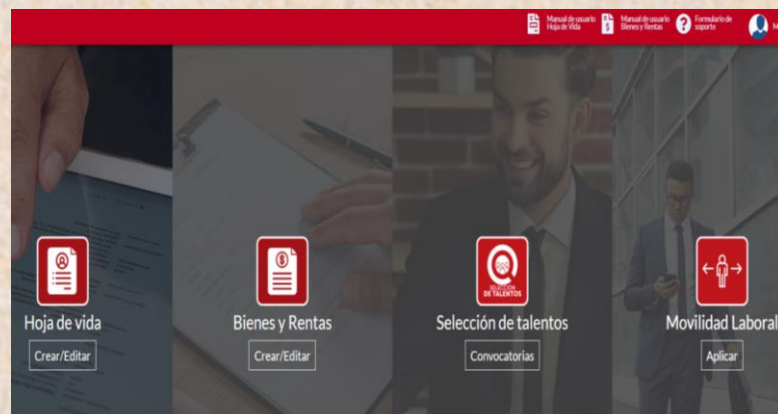 Manual de usuario
Hoja de Vida
Manual de usuario
Bienes y Rentas
Formulario de
soporte
M
SELECCIÓN
DE TALENTOS
Hoja de vida
Bienes y Rentas
Selección de talentos
Movilidad Laboral
Crear/Editar
Crear/Editar
Convocatorias
Aplicar